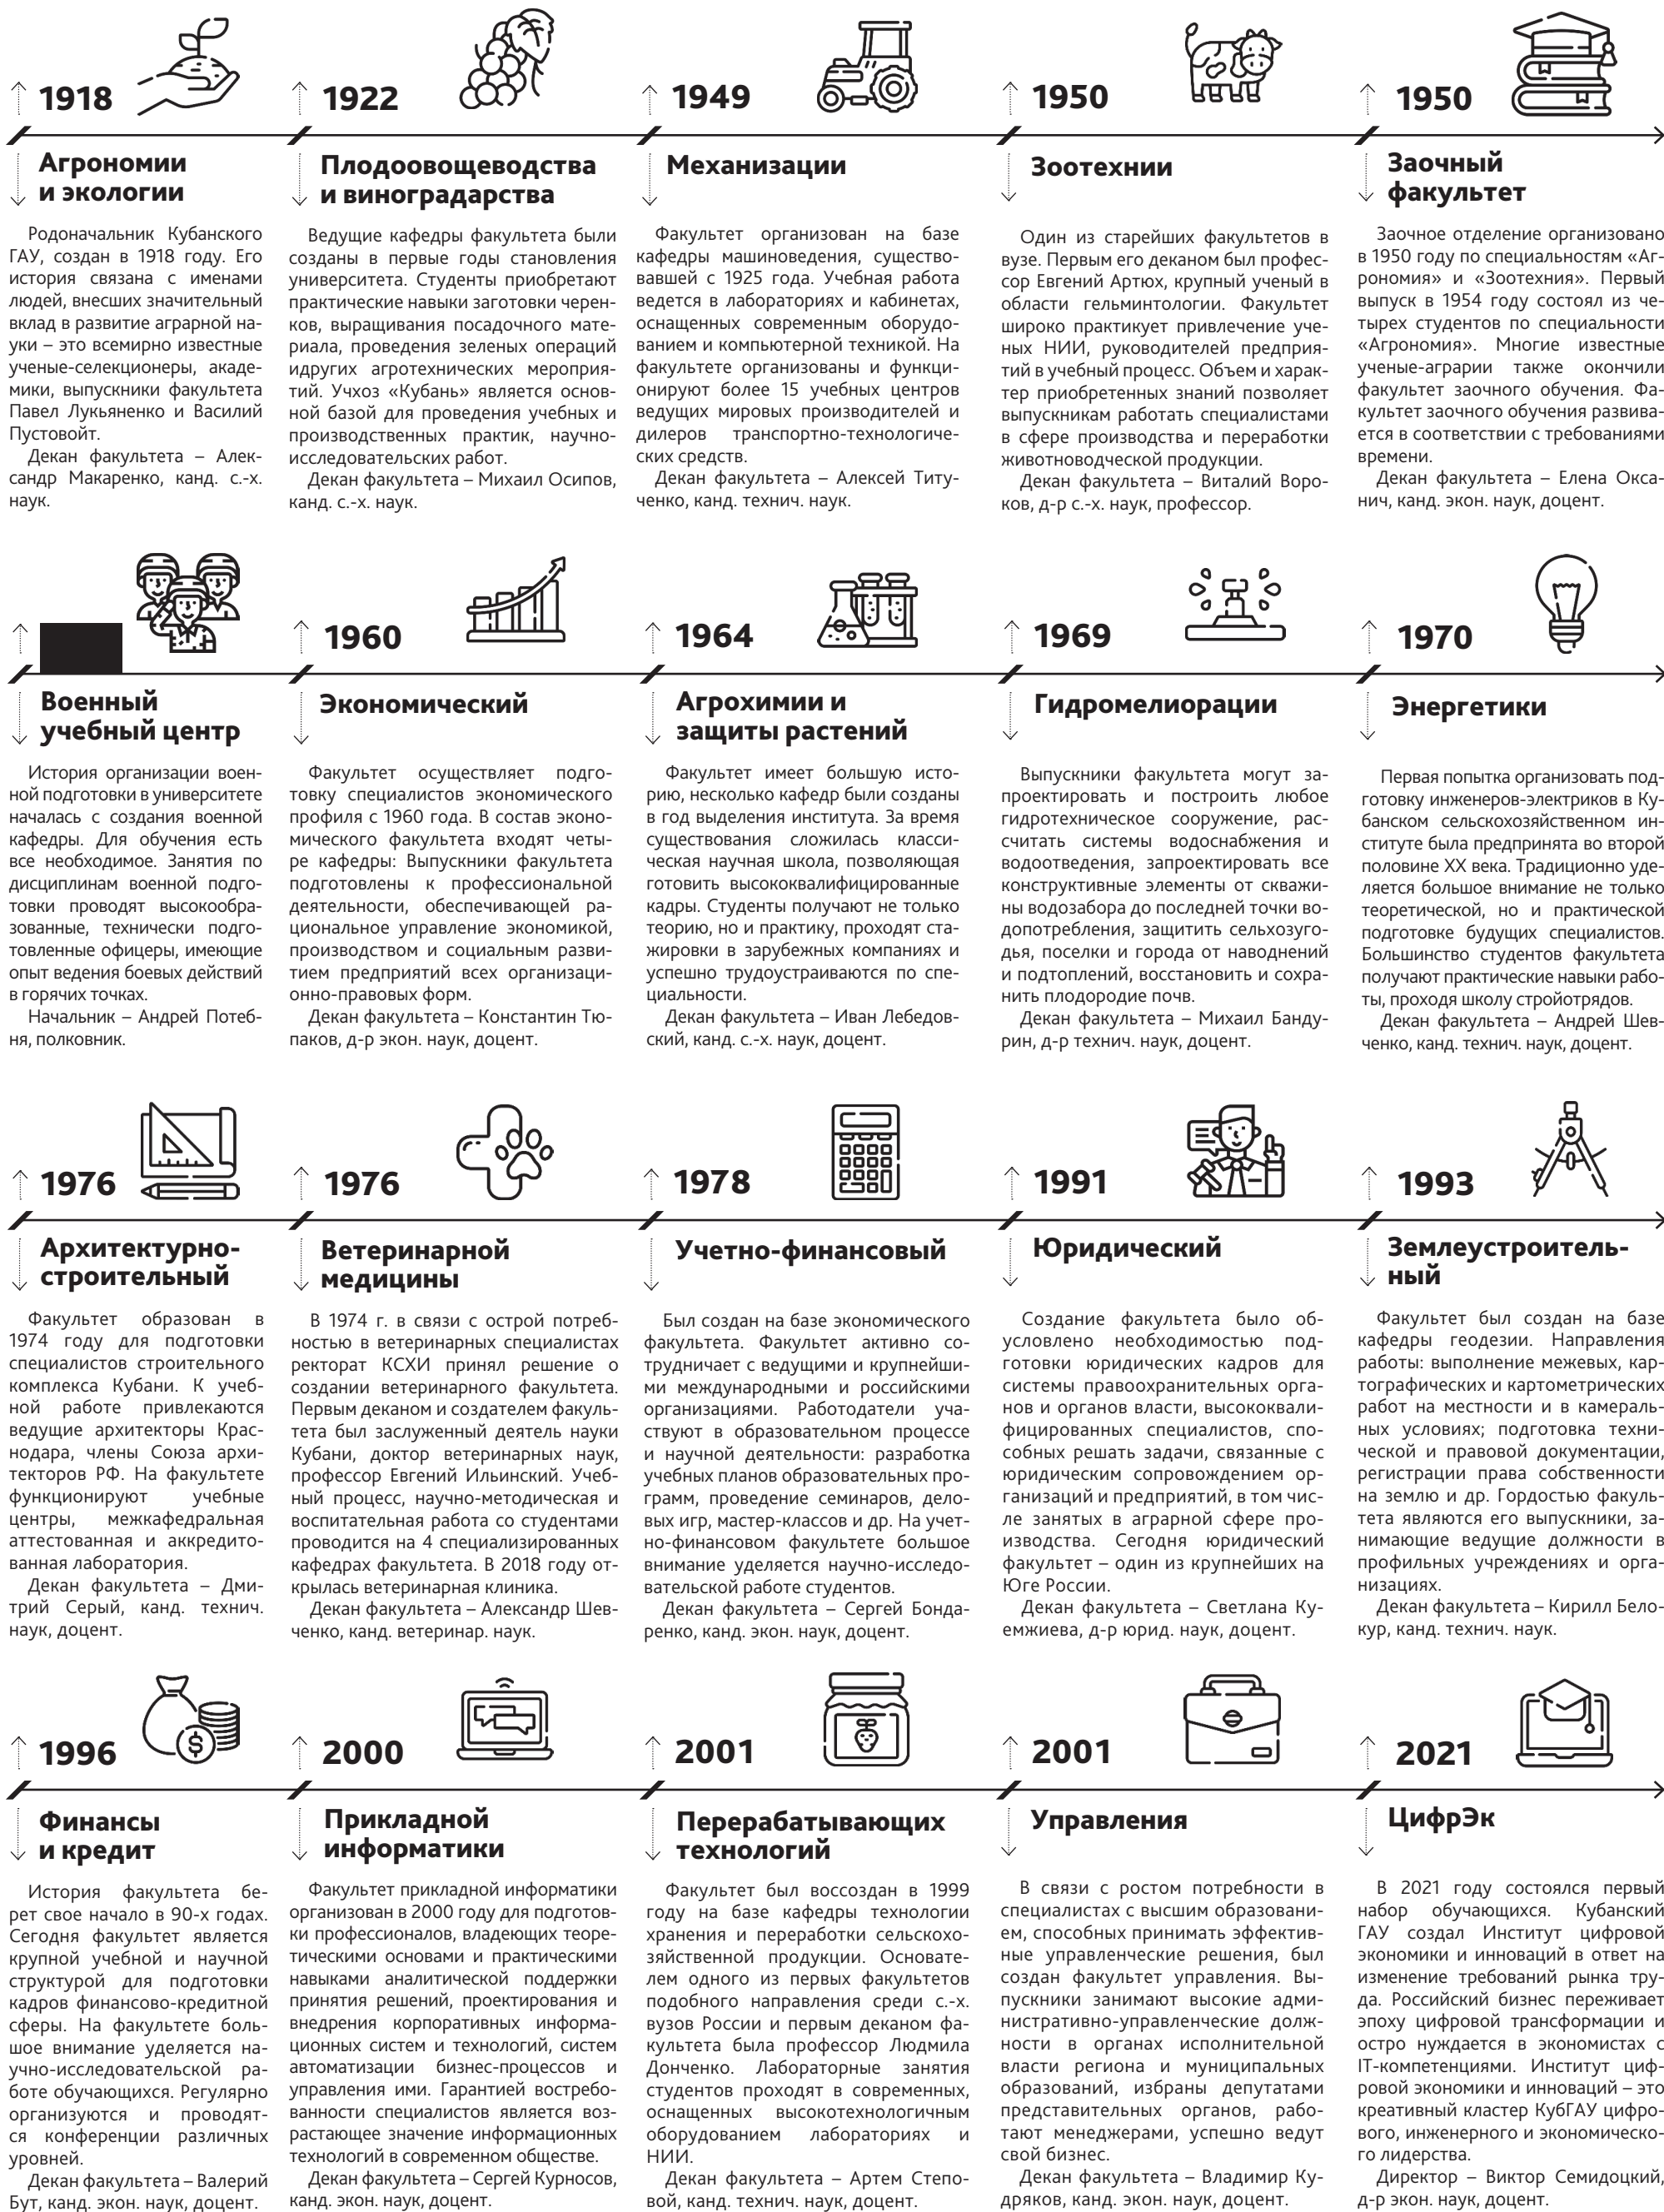 1918
Агрономии
и экологии
Родоначальник Кубанского
ГАУ, создан в 1918 году. Его
история связана с именами
людей, внесших значительный
вклад в развитие аграрной на-
уки – это всемирно известные
ученые-селекционеры, акаде-
мики, выпускники факультета
Павел Лукьяненко и Василий
Пустовойт.
Декан факультета – Алек-
сандр Макаренко, канд. с.-х.
наук.
1922
Плодоовощеводства
и виноградарства
Ведущие кафедры факультета были
созданы в первые годы становления
университета. Студенты приобретают
практические навыки заготовки черен-
ков, выращивания посадочного мате-
риала, проведения зеленых операций
идругих агротехнических мероприя-
тий. Учхоз «Кубань» является основ-
ной базой для проведения учебных и
производственных практик, научно-
исследовательских работ.
Декан факультета – Михаил Осипов,
канд. с.-х. наук.
1949
Механизации
Факультет организован на базе
кафедры машиноведения, существо-
вавшей с 1925 года. Учебная работа
ведется в лабораториях и кабинетах,
оснащенных современным оборудо-
ванием и компьютерной техникой. На
факультете организованы и функци-
онируют более 15 учебных центров
ведущих мировых производителей и
дилеров транспортно-технологиче-
ских средств.
Декан факультета – Алексей Титу-
ченко, канд. технич. наук.
1950
Зоотехнии
Один из старейших факультетов в
вузе. Первым его деканом был профес-
сор Евгений Артюх, крупный ученый в
области гельминтологии. Факультет
широко практикует привлечение уче-
ных НИИ, руководителей предприя-
тий в учебный процесс. Объем и харак-
тер приобретенных знаний позволяет
выпускникам работать специалистами
в сфере производства и переработки
животноводческой продукции.
Декан факультета – Виталий Воро-
ков, д-р с.-х. наук, профессор.
1950
Заочный
факультет
Заочное отделение организовано
в 1950 году по специальностям «Аг-
рономия» и «Зоотехния». Первый
выпуск в 1954 году состоял из че-
тырех студентов по специальности
«Агрономия». Многие известные
ученые-аграрии также окончили
факультет заочного обучения. Фа-
культет заочного обучения развива-
ется в соответствии с требованиями
времени.
Декан факультета – Елена Окса-
нич, канд. экон. наук, доцент.
Военный
учебный центр
История организации воен-
ной подготовки в университете
началась с создания военной
кафедры. Для обучения есть
все необходимое. Занятия по
дисциплинам военной подго-
товки проводят высокообра-
зованные, технически подго-
товленные офицеры, имеющие
опыт ведения боевых действий
в горячих точках.
Начальник – Андрей Потеб-
ня, полковник.
1960
Экономический
Факультет осуществляет подго-
товку специалистов экономического
профиля с 1960 года. В состав эконо-
мического факультета входят четы-
ре кафедры: Выпускники факультета
подготовлены к профессиональной
деятельности, обеспечивающей ра-
циональное управление экономикой,
производством и социальным разви-
тием предприятий всех организаци-
онно-правовых форм.
Декан факультета – Константин Тю-
паков, д-р экон. наук, доцент.
1964
Агрохимии и
защиты растений
Факультет имеет большую исто-
рию, несколько кафедр были созданы
в год выделения института. За время
существования сложилась класси-
ческая научная школа, позволяющая
готовить высококвалифицированные
кадры. Студенты получают не только
теорию, но и практику, проходят ста-
жировки в зарубежных компаниях и
успешно трудоустраиваются по спе-
циальности.
Декан факультета – Иван Лебедов-
ский, канд. с.-х. наук, доцент.
1969
Гидромелиорации
Выпускники факультета могут за-
проектировать и построить любое
гидротехническое сооружение, рас-
считать системы водоснабжения и
водоотведения, запроектировать все
конструктивные элементы от скважи-
ны водозабора до последней точки во-
допотребления, защитить сельхозуго-
дья, поселки и города от наводнений
и подтоплений, восстановить и сохра-
нить плодородие почв.
Декан факультета – Михаил Банду-
рин, д-р технич. наук, доцент.
1970
Энергетики
Первая попытка организовать под-
готовку инженеров-электриков в Ку-
банском сельскохозяйственном ин-
ституте была предпринята во второй
половине XX века. Традиционно уде-
ляется большое внимание не только
теоретической, но и практической
подготовке будущих специалистов.
Большинство студентов факультета
получают практические навыки рабо-
ты, проходя школу стройотрядов.
Декан факультета – Андрей Шев-
ченко, канд. технич. наук, доцент.
1976
Архитектурно-
строительный
Факультет образован в
1974 году для подготовки
специалистов строительного
комплекса Кубани. К учеб-
ной работе привлекаются
ведущие архитекторы Крас-
нодара, члены Союза архи-
текторов РФ. На факультете
функционируют учебные
центры, межкафедральная
аттестованная и аккредито-
ванная лаборатория.
Декан факультета – Дми-
трий Серый, канд. технич.
наук, доцент.
1976
Ветеринарной
медицины
В 1974 г. в связи с острой потреб-
ностью в ветеринарных специалистах
ректорат КСХИ принял решение о
создании ветеринарного факультета.
Первым деканом и создателем факуль-
тета был заслуженный деятель науки
Кубани, доктор ветеринарных наук,
профессор Евгений Ильинский. Учеб-
ный процесс, научно-методическая и
воспитательная работа со студентами
проводится на 4 специализированных
кафедрах факультета. В 2018 году от-
крылась ветеринарная клиника.
Декан факультета – Александр Шев-
ченко, канд. ветеринар. наук.
1978
Учетно-финансовый
Был создан на базе экономического
факультета. Факультет активно со-
трудничает с ведущими и крупнейши-
ми международными и российскими
организациями. Работодатели уча-
ствуют в образовательном процессе
и научной деятельности: разработка
учебных планов образовательных про-
грамм, проведение семинаров, дело-
вых игр, мастер-классов и др. На учет-
но-финансовом факультете большое
внимание уделяется научно-исследо-
вательской работе студентов.
Декан факультета – Сергей Бонда-
ренко, канд. экон. наук, доцент.
1991
Юридический
Создание факультета было об-
условлено необходимостью под-
готовки юридических кадров для
системы правоохранительных орга-
нов и органов власти, высококвали-
фицированных специалистов, спо-
собных решать задачи, связанные с
юридическим сопровождением ор-
ганизаций и предприятий, в том чис-
ле занятых в аграрной сфере про-
изводства. Сегодня юридический
факультет – один из крупнейших на
Юге России.
Декан факультета – Светлана Ку-
емжиева, д-р юрид. наук, доцент.
1993
Землеустроитель-
ный
Факультет был создан на базе
кафедры геодезии. Направления
работы: выполнение межевых, кар-
тографических и картометрических
работ на местности и в камераль-
ных условиях; подготовка техни-
ческой и правовой документации,
регистрации права собственности
на землю и др. Гордостью факуль-
тета являются его выпускники, за-
нимающие ведущие должности в
профильных учреждениях и орга-
низациях.
Декан факультета – Кирилл Бело-
кур, канд. технич. наук.
1996
Финансы
и кредит
История факультета бе-
рет свое начало в 90-х годах.
Сегодня факультет является
крупной учебной и научной
структурой для подготовки
кадров финансово-кредитной
сферы. На факультете боль-
шое внимание уделяется на-
учно-исследовательской ра-
боте обучающихся. Регулярно
организуются и проводят-
ся конференции различных
уровней.
Декан факультета – Валерий
Бут, канд. экон. наук, доцент.
2000
Прикладной
информатики
Факультет прикладной информатики
организован в 2000 году для подготов-
ки профессионалов, владеющих теоре-
тическими основами и практическими
навыками аналитической поддержки
принятия решений, проектирования и
внедрения корпоративных информа-
ционных систем и технологий, систем
автоматизации бизнес-процессов и
управления ими. Гарантией востребо-
ванности специалистов является воз-
растающее значение информационных
технологий в современном обществе.
Декан факультета – Сергей Курносов,
канд. экон. наук, доцент.
2001
Перерабатывающих
технологий
Факультет был воссоздан в 1999
году на базе кафедры технологии
хранения и переработки сельскохо-
зяйственной продукции. Основате-
лем одного из первых факультетов
подобного направления среди с.-х.
вузов России и первым деканом фа-
культета была профессор Людмила
Донченко. Лабораторные занятия
студентов проходят в современных,
оснащенных высокотехнологичным
оборудованием лабораториях и
НИИ.
Декан факультета – Артем Степо-
вой, канд. технич. наук, доцент.
2001
Управления
В связи с ростом потребности в
специалистах с высшим образовани-
ем, способных принимать эффектив-
ные управленческие решения, был
создан факультет управления. Вы-
пускники занимают высокие адми-
нистративно-управленческие долж-
ности в органах исполнительной
власти региона и муниципальных
образований, избраны депутатами
представительных органов, рабо-
тают менеджерами, успешно ведут
свой бизнес.
Декан факультета – Владимир Ку-
дряков, канд. экон. наук, доцент.
2021
ЦифрЭк
В 2021 году состоялся первый
набор обучающихся. Кубанский
ГАУ создал Институт цифровой
экономики и инноваций в ответ на
изменение требований рынка тру-
да. Российский бизнес переживает
эпоху цифровой трансформации и
остро нуждается в экономистах с
IT-компетенциями. Институт циф-
ровой экономики и инноваций – это
креативный кластер КубГАУ цифро-
вого, инженерного и экономическо-
го лидерства.
Директор – Виктор Семидоцкий,
д-р экон. наук, доцент.